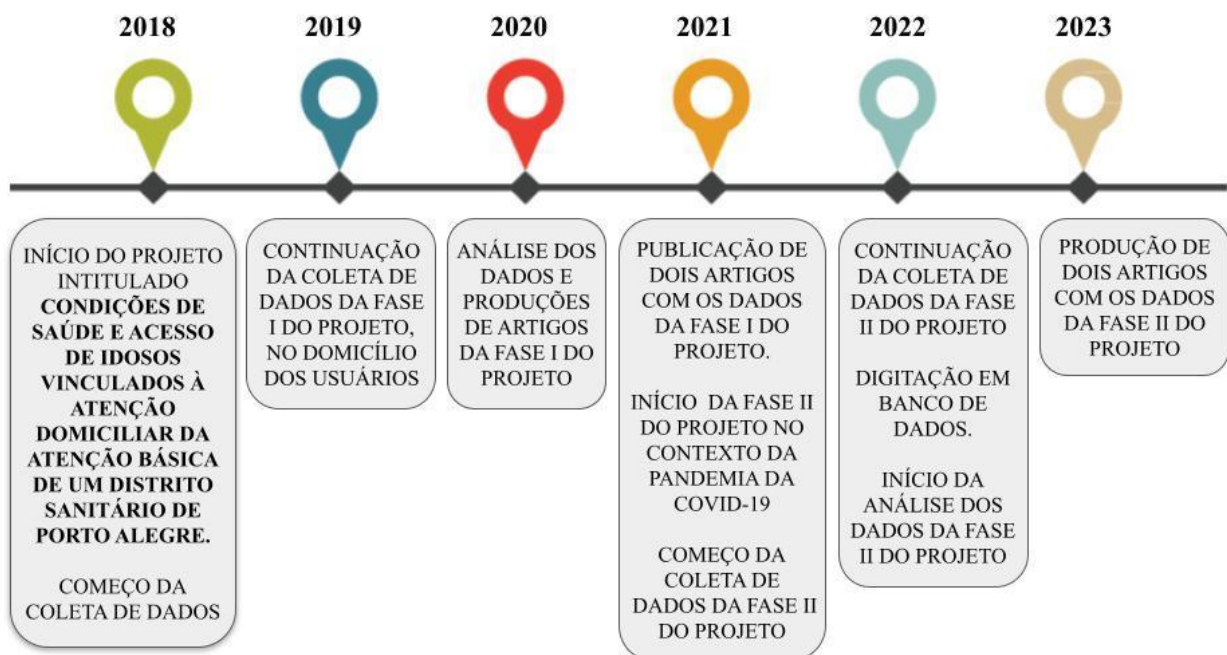 2018
2019
2020
2021
2022
2023
INÍCIO DO PROJETO
INTITULADO
CONDIÇÕES DE
SAÚDE E ACESSO
DE IDOSOS
VINCULADOS À
ATENÇÃO
DOMICILIAR DA
ATENÇÃO BÁSICA
DE UM DISTRITO
SANITÁRIO DE
PORTO ALEGRE.
COMEÇO DA
COLETA DE DADOS
CONTINUAÇÃO
DA COLETA DE
DADOS DA FASE
I DO PROJETO,
NO DOMICÍLIO
DOS USUÁRIOS
ANÁLISE DOS
DADOS E
PRODUÇÕES
DE ARTIGOS
DA FASE I DO
PROJETO
PUBLICAÇÃO DE
DOIS ARTIGOS
COM OS DADOS
DA FASE I DO
PROJETO.
INÍCIO DA FASE II
DO PROJETO NO
CONTEXTO DA
PANDEMIA DA
COVID-19
COMEÇO DA
COLETA DE
DADOS DA FASE II
DO PROJETO
CONTINUAÇÃO
DA COLETA DE
DADOS DA FASE
II DO PROJETO
DIGITAÇÃO EM
BANCO DE
DADOS.
INÍCIO DA
ANÁLISE DOS
DADOS DA FASE
II DO PROJETO
PRODUÇÃO DE
DOIS ARTIGOS
COM OS DADOS
DA FASE II DO
PROJETO